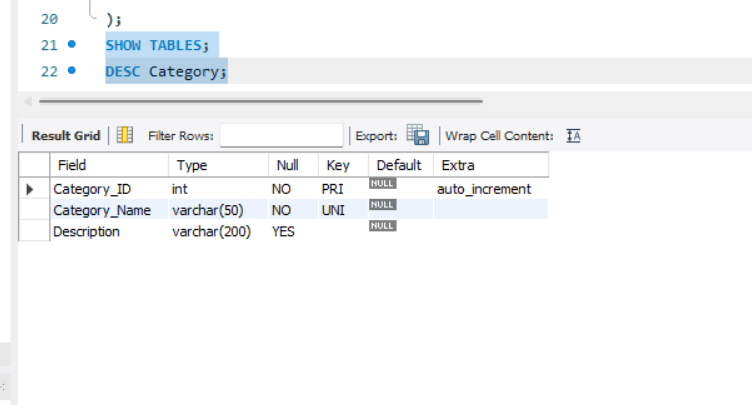 20 );
21 SHOW TABLES;
22 DESC Category;
Result Grid Filter Rows: Export: Wrap Cell Content: IA
Field Type Null Key Default Extra
Category_ID int NO PRI NULL auto_increment
Category_Name varchar(50) NO UNI NULL
Description varchar(200) YES NULL